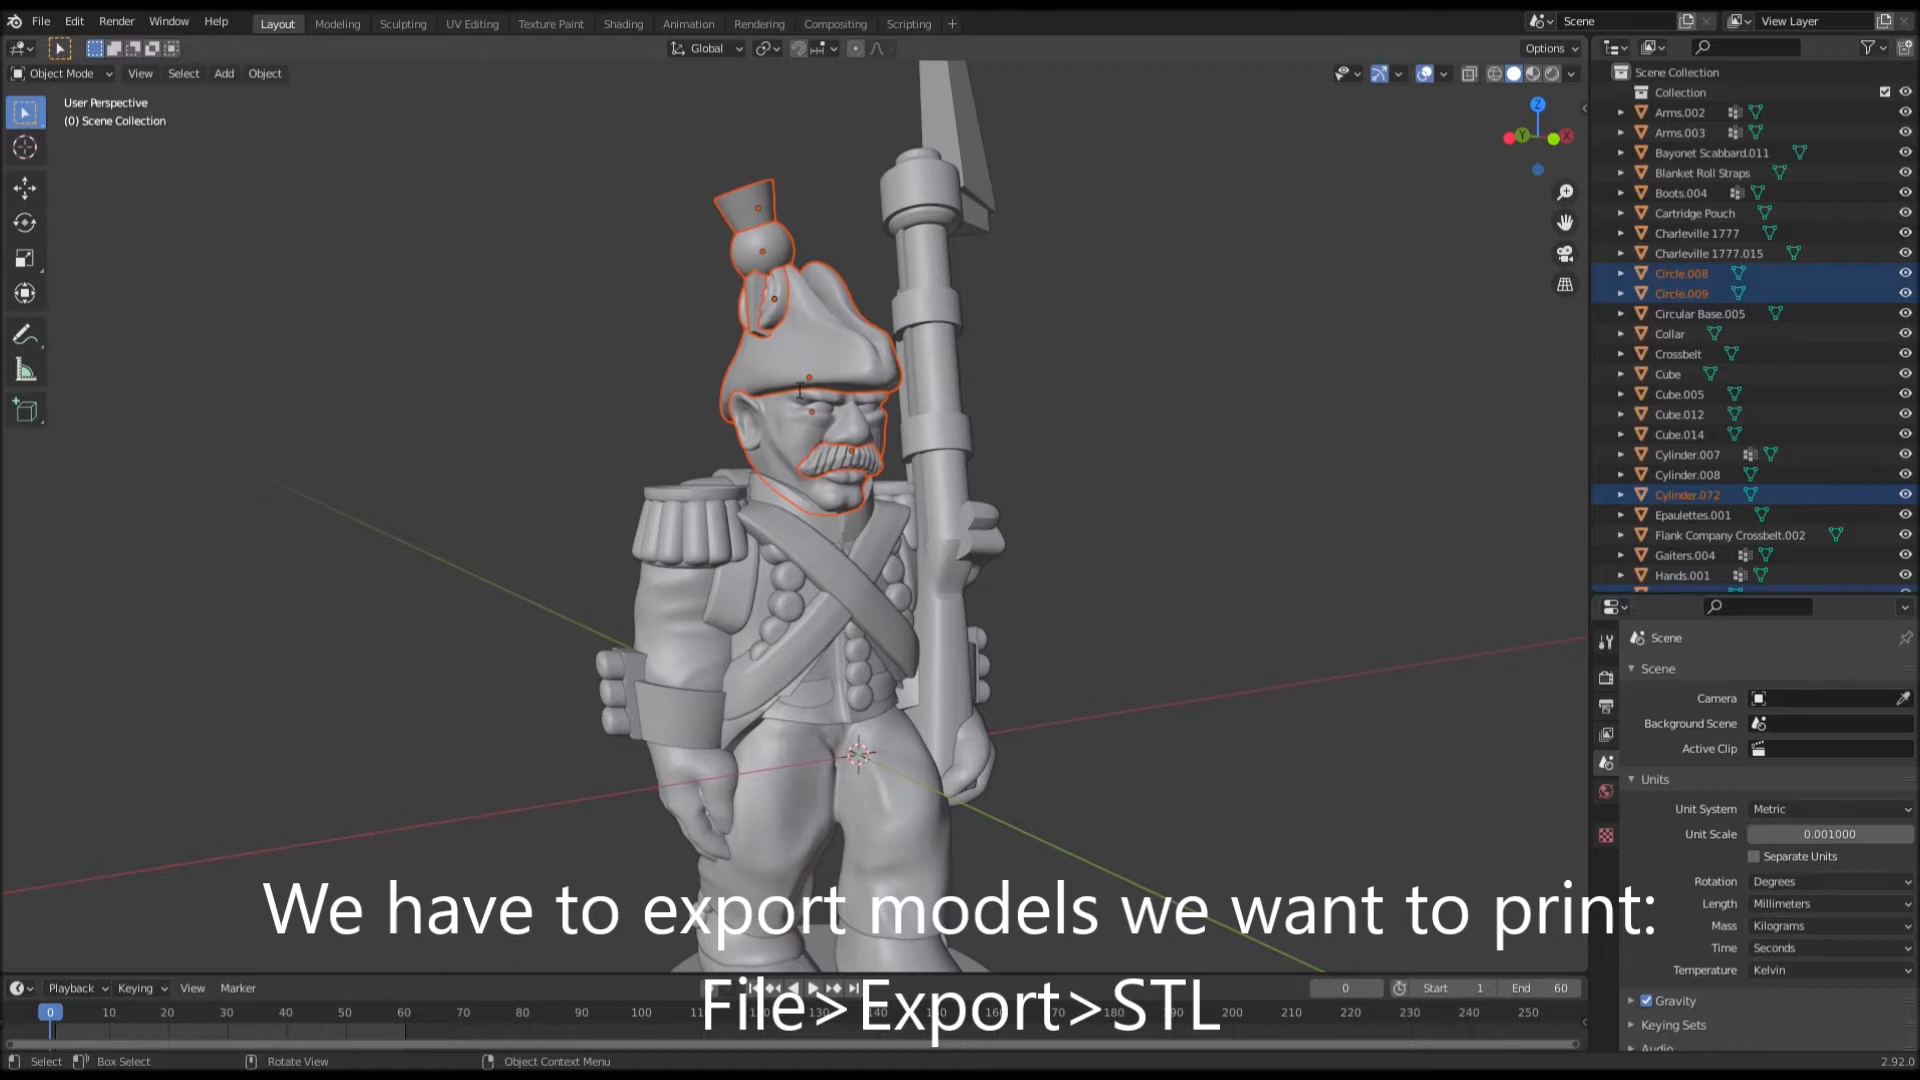 File Edit Render Window Help Layout Modeling Sculpting UV Editing Texture Paint Shading Animation Rendering Compositing Scripting + Scene View Layer
Global Options
Object Mode View Select Add Object
User Perspective
(0) Scene Collection
Z
Y
X
Scene Collection
Collection
Arms.002
Arms.003
Bayonet Scabbard.011
Blanket Roll Straps
Boots.004
Cartridge Pouch
Charleville 1777
Charleville 1777.015
Circle.008
Circle.009
Circular Base.005
Collar
Crossbelt
Cube
Cube.005
Cube.012
Cube.014
Cylinder.007
Cylinder.008
Cylinder.072
Epaulettes.001
Flank Company Crossbelt.002
Gaiters.004
Hands.001
Scene
Scene
Camera
Background Scene
Active Clip
Units
Unit System Metric
Unit Scale 0.001000
Separate Units
Rotation Degrees
Length Millimeters
Mass Kilograms
Time Seconds
Temperature Kelvin
Gravity
Keying Sets
Audio
We have to export models we want to print:
File>Export>STL
Playback Keying View Marker 0 Start 1 End 60
0 10 20 30 40 50 60 70 80 90 100 110 160 200 210 220 230 240 250
Select Box Select Rotate View Object Context Menu 2.92.0